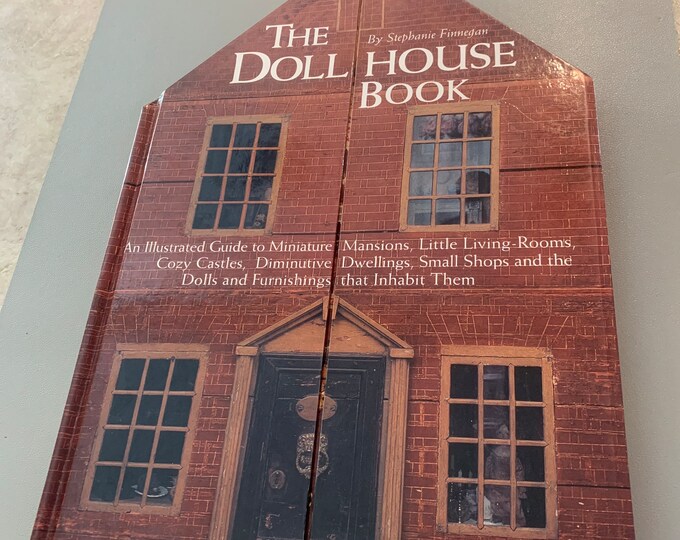 By Stephanie Finnegan
THE
DOLL HOUSE
BOOK
An Illustrated Guide to Miniature Mansions, Little Living-Rooms,
Cozy Castles, Diminutive Dwellings, Small Shops and the
Dolls and Furnishings that Inhabit Them